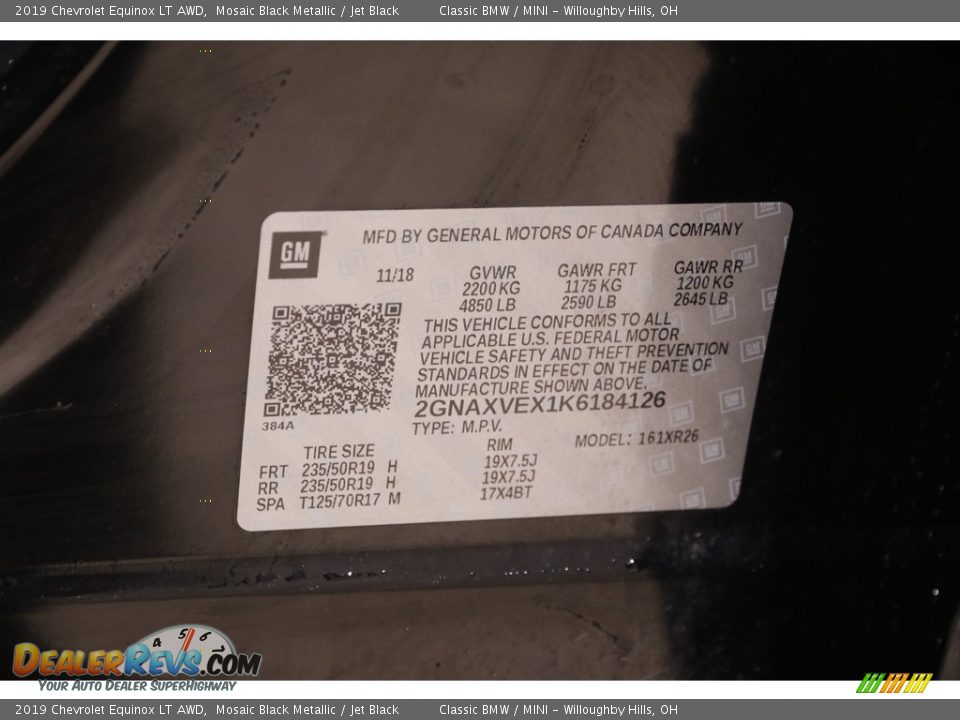 2019 Chevrolet Equinox LT AWD, Mosaic Black Metallic / Jet Black Classic BMW / MINI – Willoughby Hills, OH
GM
MFD BY GENERAL MOTORS OF CANADA COMPANY
11/18 GVWR GAWR FRT GAWR RR
2200 KG 1175 KG 1200 KG
4850 LB 2590 LB 2645 LB
THIS VEHICLE CONFORMS TO ALL
APPLICABLE U.S. FEDERAL MOTOR
VEHICLE SAFETY AND THEFT PREVENTION
STANDARDS IN EFFECT ON THE DATE OF
MANUFACTURE SHOWN ABOVE.
2GNAXVEX1K6184126
384A
TYPE: M.P.V. MODEL: 161XR26
TIRE SIZE RIM
FRT 235/50R19 H 19X7.5J
RR 235/50R19 H 19X7.5J
SPA T125/70R17 M 17X4BT
4 5 6 7
DealerRevs.com
Your Auto Dealer SuperHighway
2019 Chevrolet Equinox LT AWD, Mosaic Black Metallic / Jet Black Classic BMW / MINI – Willoughby Hills, OH